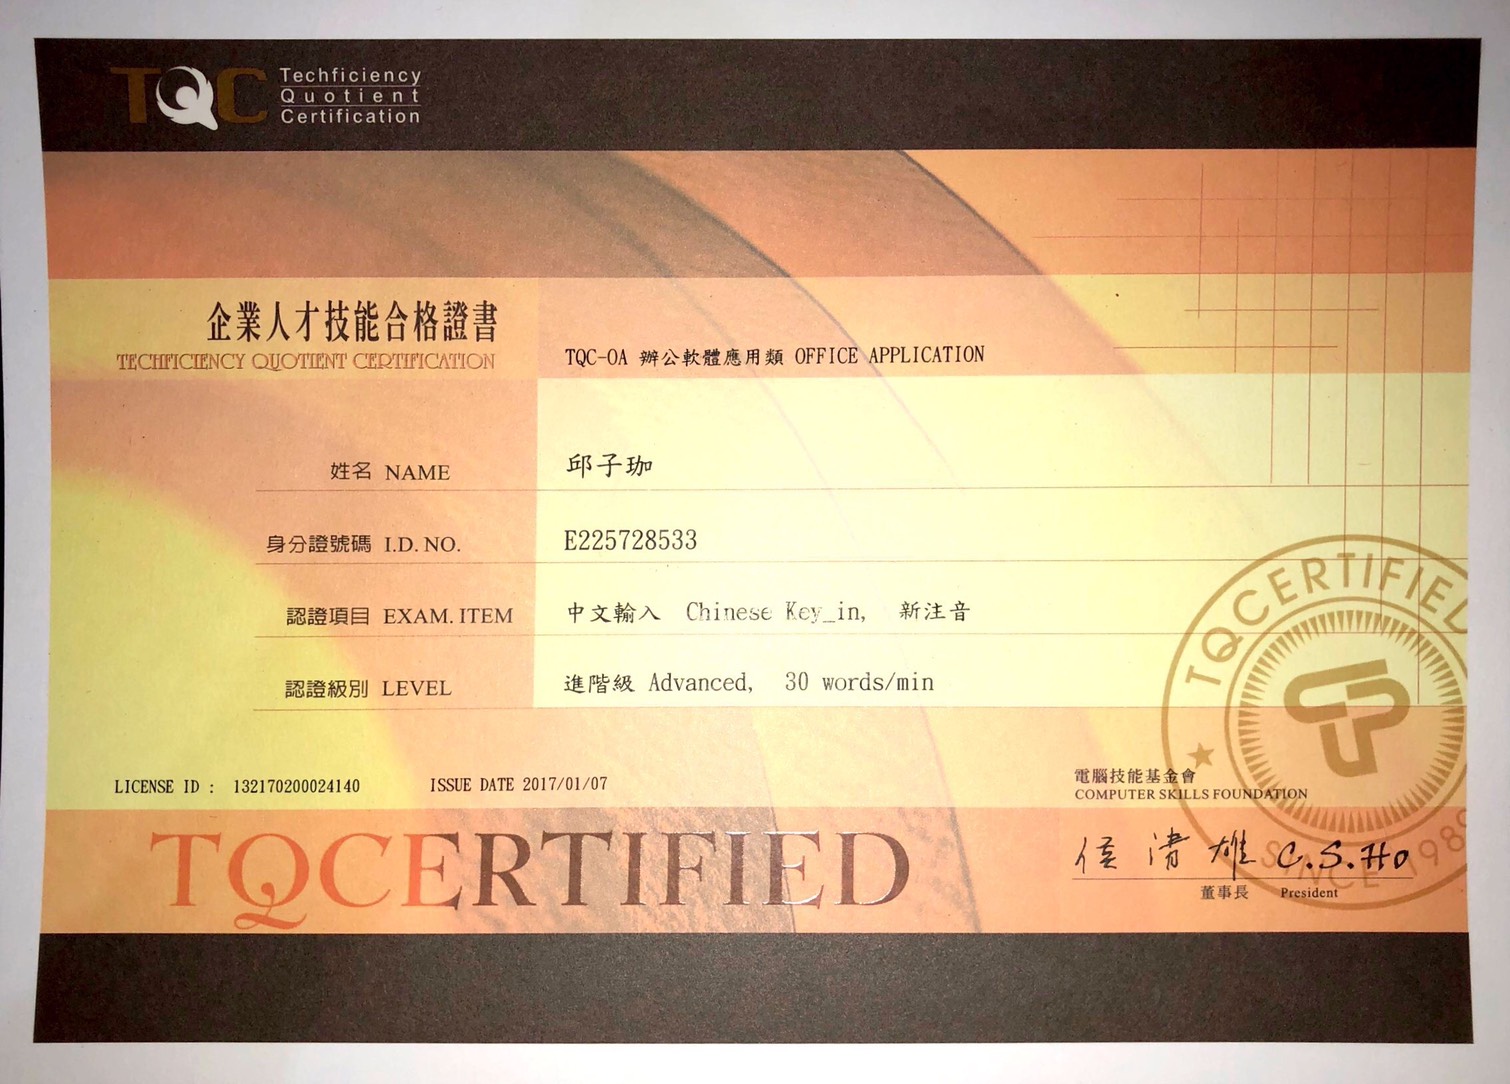 TQC Techficiency
Quotient
Certification
企業人才技能合格證書
TECHFICIENCY QUOTIENT CERTIFICATION
TQC-OA 辦公軟體應用類 OFFICE APPLICATION
姓名 NAME 邱子珈
身分證號碼 I.D. NO. E225728533
認證項目 EXAM. ITEM 中文輸入 Chinese Key_in, 新注音
認證級別 LEVEL 進階級 Advanced, 30 words/min
TQCERTIFIED
SINCE 1989
LICENSE ID : 132170200024140 ISSUE DATE 2017/01/07
電腦技能基金會
COMPUTER SKILLS FOUNDATION
TQCERTIFIED
侯清雄 C.S.Ho
董事長 President